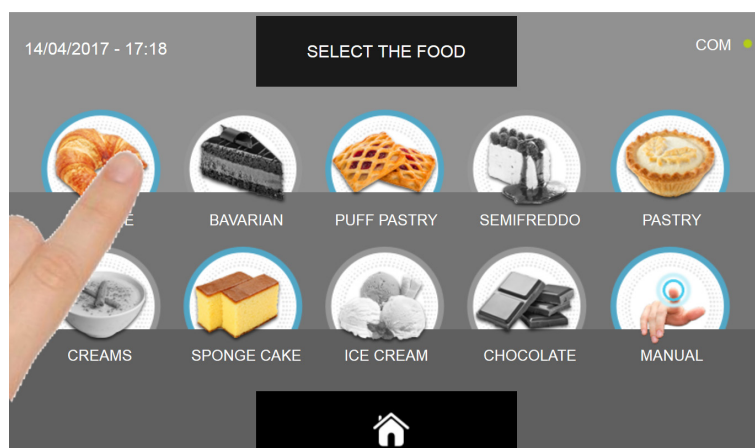 14/04/2017 - 17:18
SELECT THE FOOD
COM
BAVARIAN
PUFF PASTRY
SEMIFREDDO
PASTRY
CREAMS
SPONGE CAKE
ICE CREAM
CHOCOLATE
MANUAL